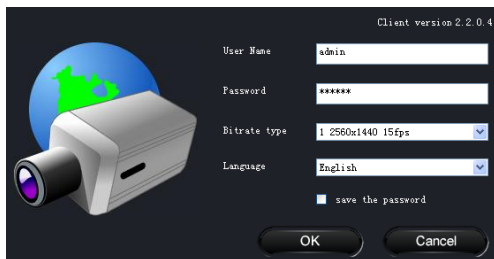 Client version 2.2.0.4
User Name admin
Password ******
Bitrate type 1 2560x1440 15fps
Language English
save the password
OK Cancel